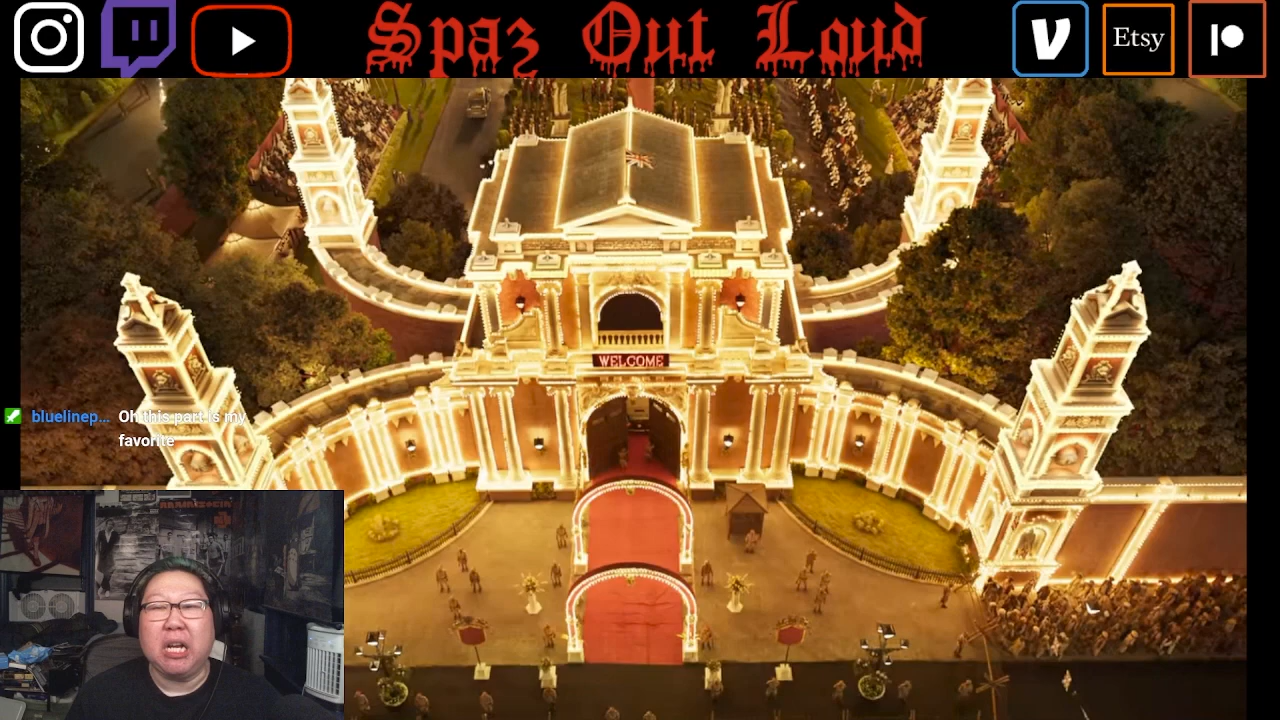 Spaz Out Loud
Etsy
WELCOME
bluelinep... Oh this part is my
favorite